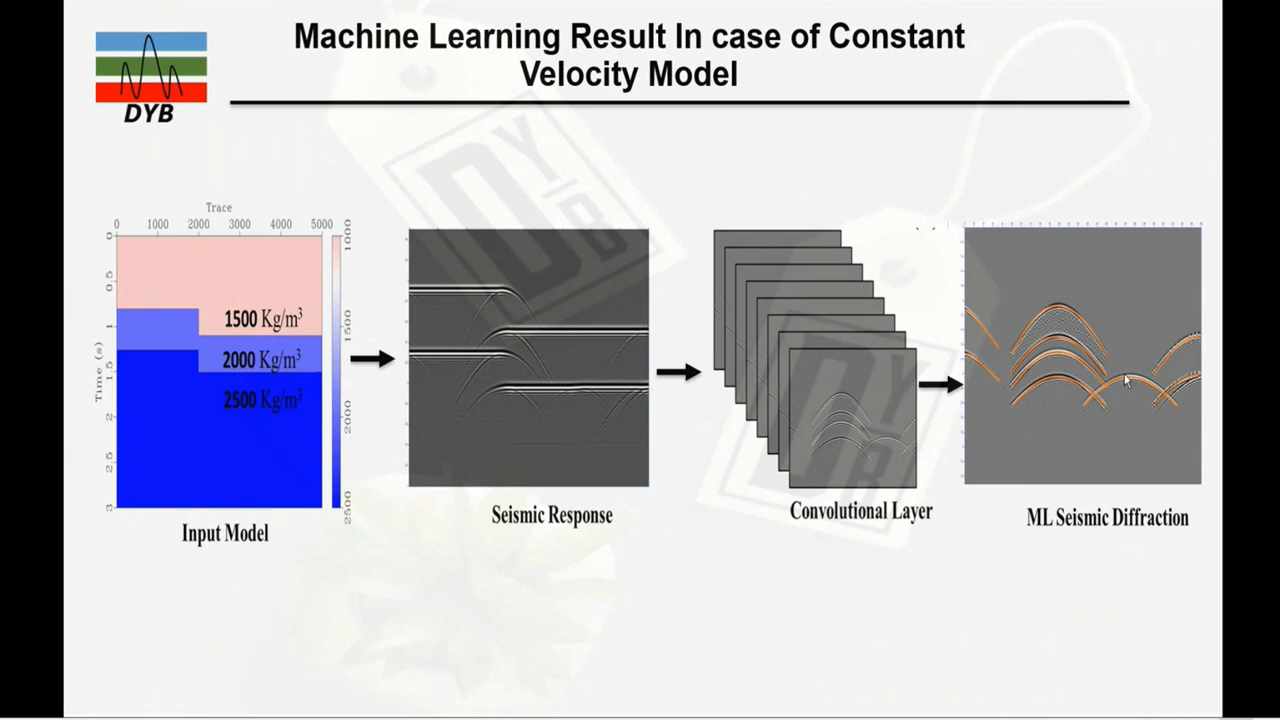 Machine Learning Result In case of Constant
Velocity Model
DYB
Trace
0 1000 2000 3000 4000 5000
0
0.5
1
1.5
2
2.5
3
Time (s)
1500 Kg/m³
2000 Kg/m³
2500 Kg/m³
1000
1500
2000
2500
Input Model
Seismic Response
Convolutional Layer
ML Seismic Diffraction
DYB
DYB